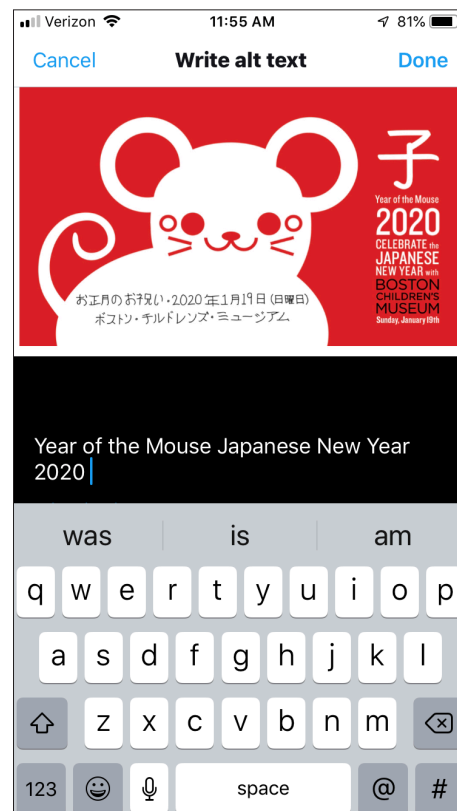 Verizon 11:55 AM 81%
Cancel Write alt text Done
子
Year of the Mouse
2020
CELEBRATE the
JAPANESE
NEW YEAR with
BOSTON
CHILDREN'S
MUSEUM
Sunday, January 19th
お正月のお祝い・2020年1月19日(日曜日)
ボストン・チルドレンズ・ミュージアム
Year of the Mouse Japanese New Year
2020
was is am
q w e r t y u i o p
a s d f g h j k l
z x c v b n m
123 space @ #